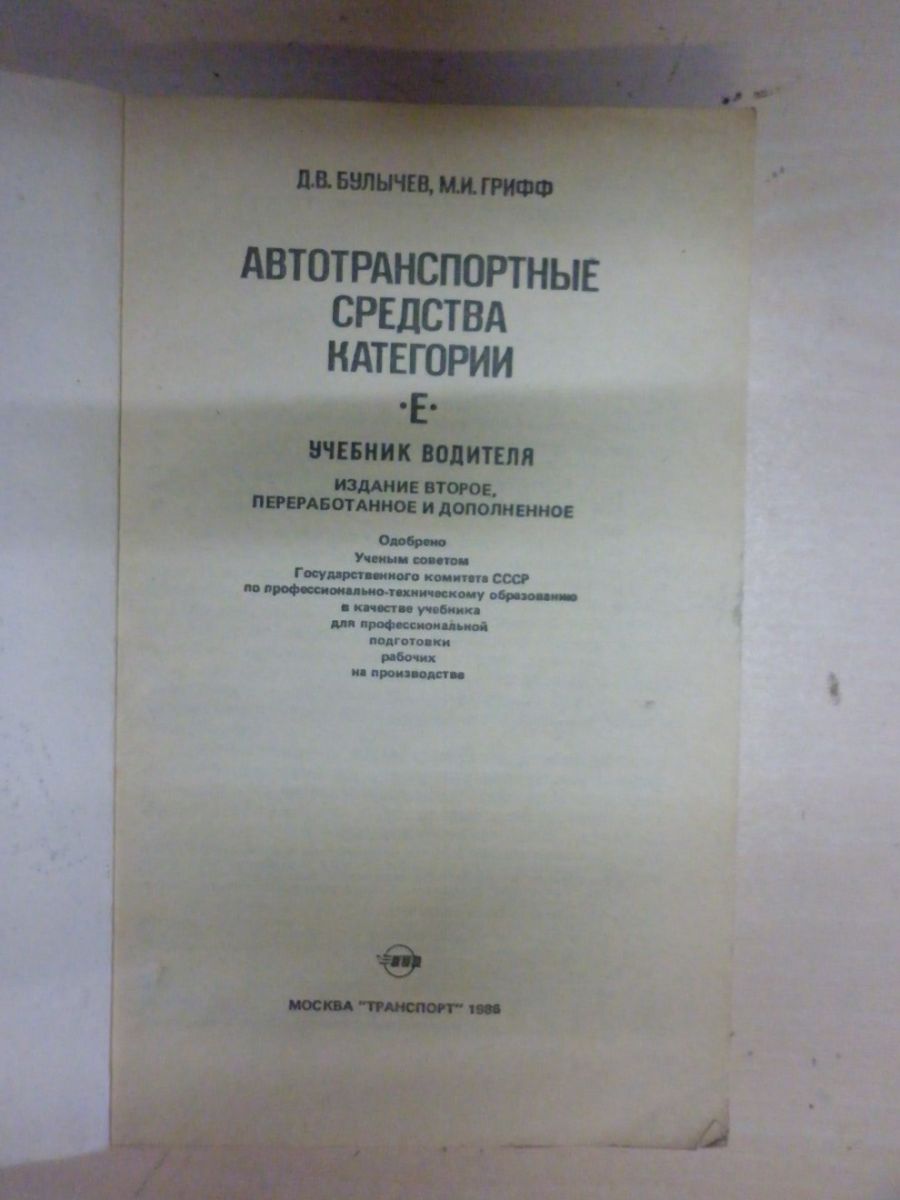 Д.В. БУЛЫЧЕВ, М.И. ГРИФФ
АВТОТРАНСПОРТНЫЕ
СРЕДСТВА
КАТЕГОРИИ
·Е·
УЧЕБНИК ВОДИТЕЛЯ
ИЗДАНИЕ ВТОРОЕ,
ПЕРЕРАБОТАННОЕ И ДОПОЛНЕННОЕ
Одобрено
Ученым советом
Государственного комитета СССР
по профессионально-техническому образованию
в качестве учебника
для профессиональной
подготовки
рабочих
на производстве
МОСКВА "ТРАНСПОРТ" 1986